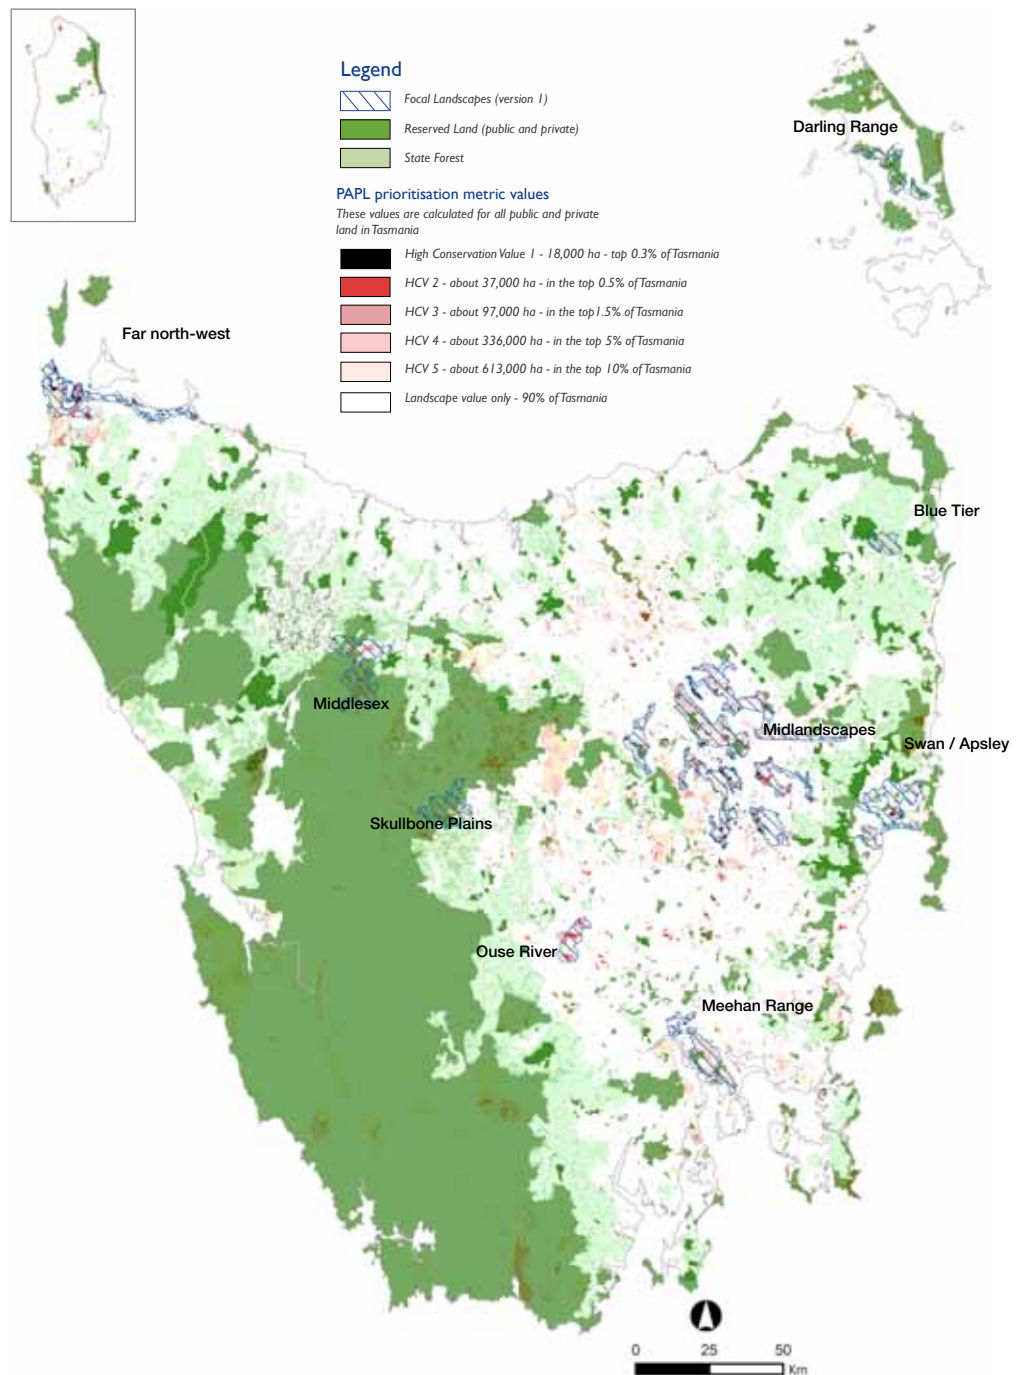 Legend
Focal Landscapes (version 1)
Reserved Land (public and private)
State Forest
PAPL prioritisation metric values
These values are calculated for all public and private
land in Tasmania
High Conservation Value 1 - 18,000 ha - top 0.3% of Tasmania
HCV 2 - about 37,000 ha - in the top 0.5% of Tasmania
HCV 3 - about 97,000 ha - in the top1.5% of Tasmania
HCV 4 - about 336,000 ha - in the top 5% of Tasmania
HCV 5 - about 613,000 ha - in the top 10% of Tasmania
Landscape value only - 90% of Tasmania
Darling Range
Far north-west
Blue Tier
Middlesex
Midlandscapes
Swan / Apsley
Skullbone Plains
Ouse River
Meehan Range
0 25 50
Km